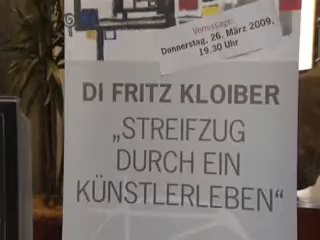 Vernissage:
Donnerstag, 26. März 2009,
19.30 Uhr
DI FRITZ KLOIBER
„STREIFZUG
DURCH EIN
KÜNSTLERLEBEN“